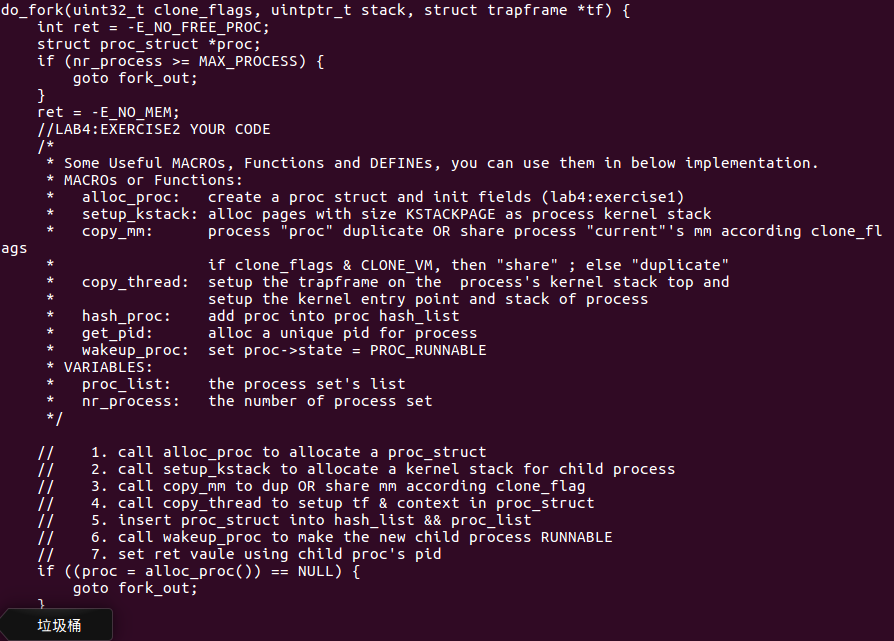 do_fork(uint32_t clone_flags, uintptr_t stack, struct trapframe *tf) {
    int ret = -E_NO_FREE_PROC;
    struct proc_struct *proc;
    if (nr_process >= MAX_PROCESS) {
        goto fork_out;
    }
    ret = -E_NO_MEM;
    //LAB4:EXERCISE2 YOUR CODE
    /*
     * Some Useful MACROs, Functions and DEFINEs, you can use them in below implementation.
     * MACROs or Functions:
     *   alloc_proc:   create a proc struct and init fields (lab4:exercise1)
     *   setup_kstack: alloc pages with size KSTACKPAGE as process kernel stack
     *   copy_mm:      process "proc" duplicate OR share process "current"'s mm according clone_fl
ags
     *                 if clone_flags & CLONE_VM, then "share" ; else "duplicate"
     *   copy_thread:  setup the trapframe on the  process's kernel stack top and
     *                 setup the kernel entry point and stack of process
     *   hash_proc:    add proc into proc hash_list
     *   get_pid:      alloc a unique pid for process
     *   wakeup_proc:  set proc->state = PROC_RUNNABLE
     * VARIABLES:
     *   proc_list:    the process set's list
     *   nr_process:   the number of process set
     */

    //    1. call alloc_proc to allocate a proc_struct
    //    2. call setup_kstack to allocate a kernel stack for child process
    //    3. call copy_mm to dup OR share mm according clone_flag
    //    4. call copy_thread to setup tf & context in proc_struct
    //    5. insert proc_struct into hash_list && proc_list
    //    6. call wakeup_proc to make the new child process RUNNABLE
    //    7. set ret vaule using child proc's pid
    if ((proc = alloc_proc()) == NULL) {
        goto fork_out;
    }
垃圾桶